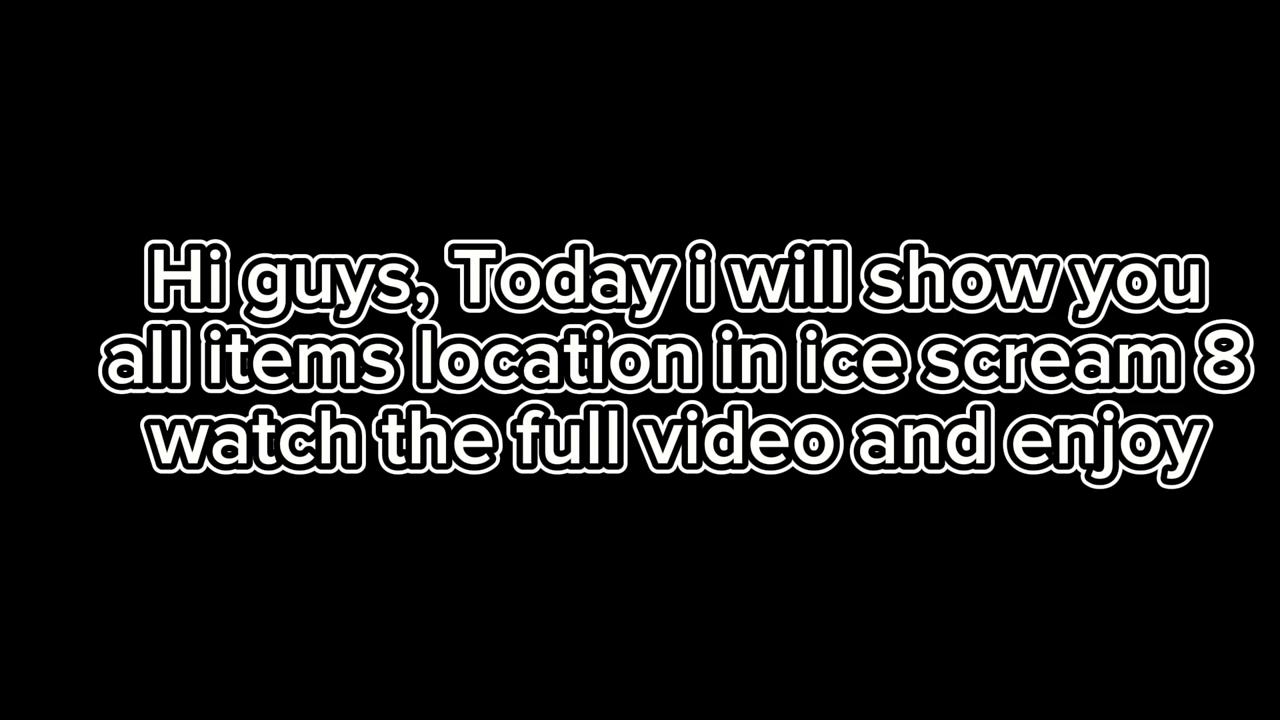 Hi guys, Today i will show you
all items location in ice scream 8
watch the full video and enjoy